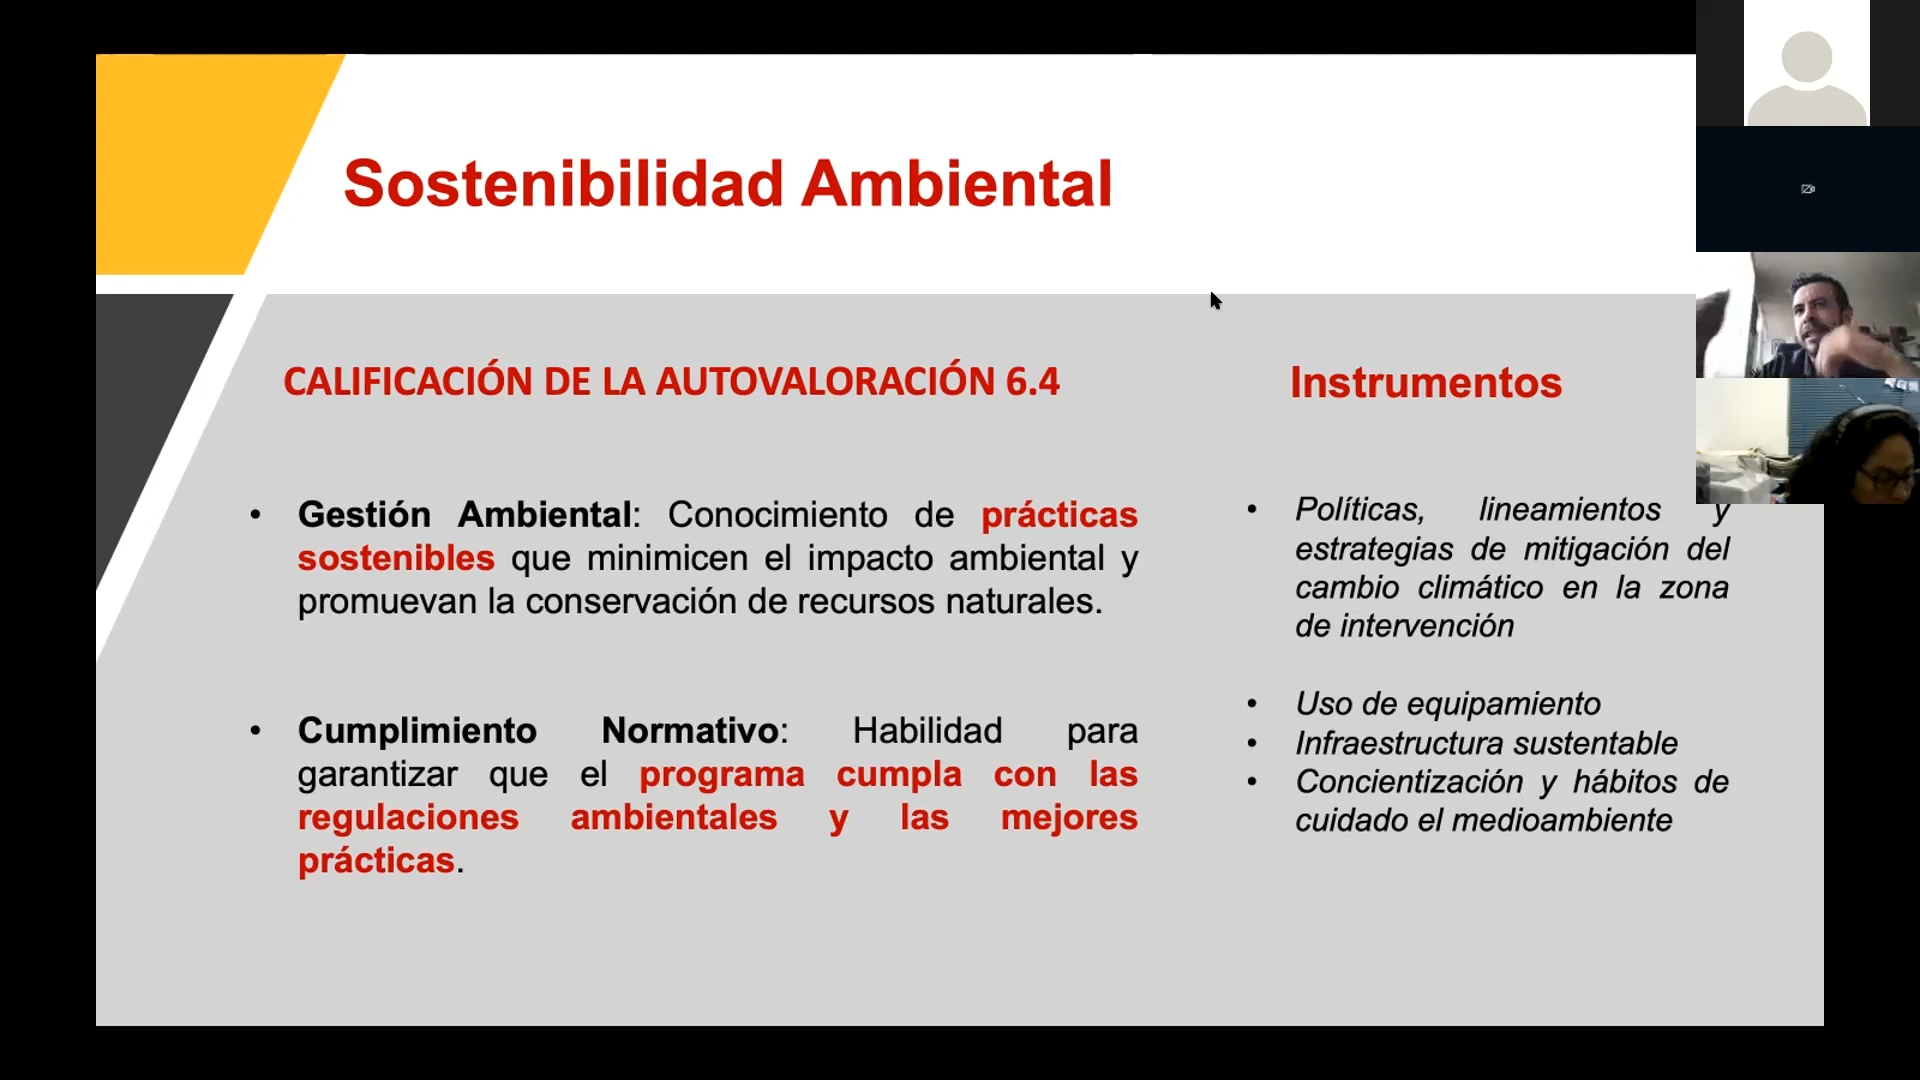 Sostenibilidad Ambiental
CALIFICACIÓN DE LA AUTOVALORACIÓN 6.4
• Gestión Ambiental: Conocimiento de prácticas
sostenibles que minimicen el impacto ambiental y
promuevan la conservación de recursos naturales.
• Cumplimiento Normativo: Habilidad para
garantizar que el programa cumpla con las
regulaciones ambientales y las mejores
prácticas.
Instrumentos
• Políticas, lineamientos y
estrategias de mitigación del
cambio climático en la zona
de intervención
• Uso de equipamiento
• Infraestructura sustentable
• Concientización y hábitos de
cuidado el medioambiente